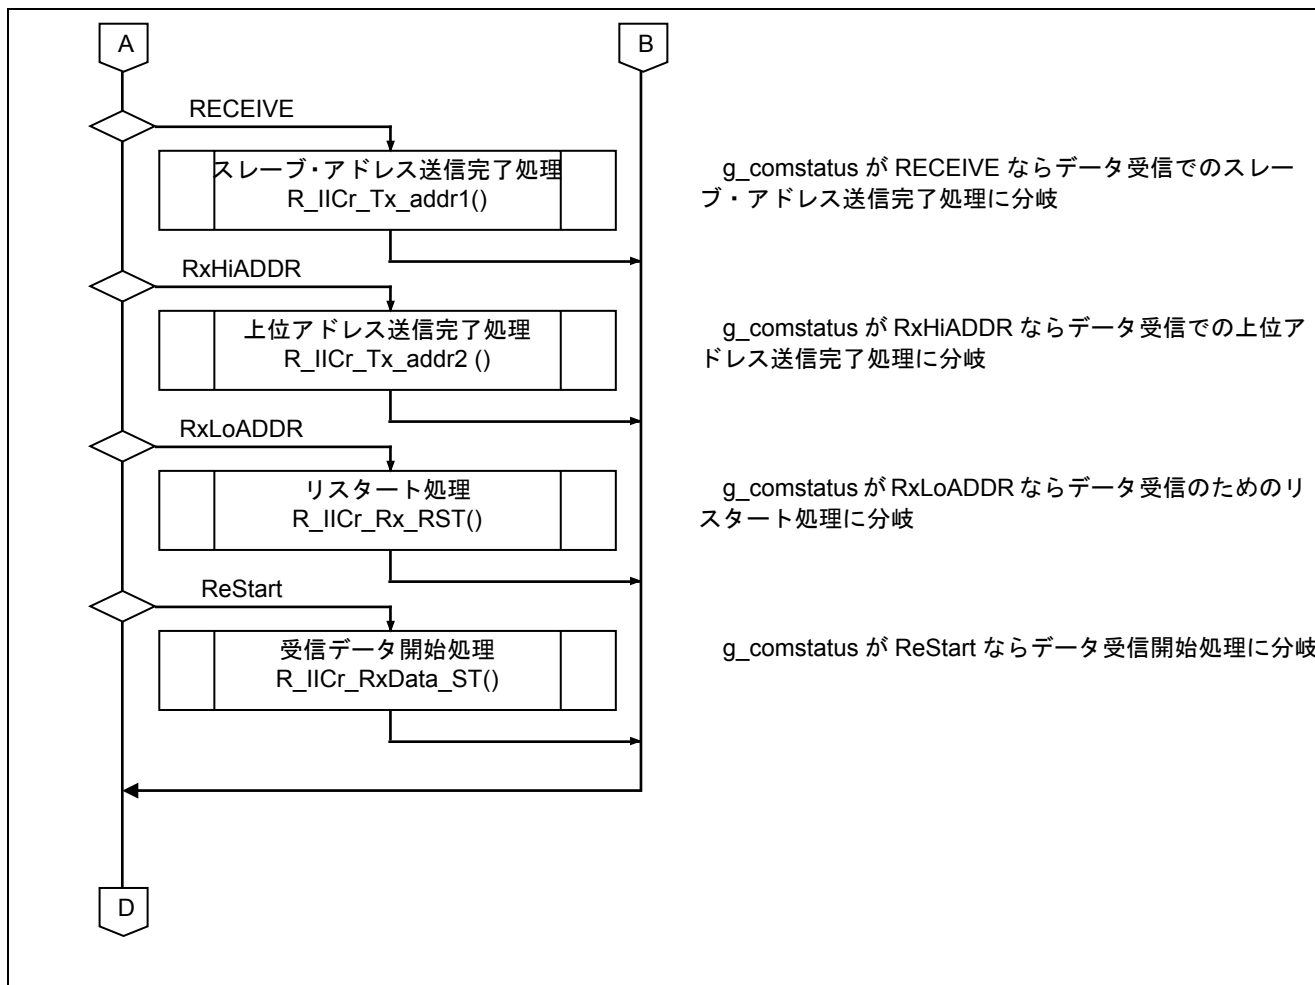 A
B
RECEIVE
スレーブ・アドレス送信完了処理
R_IICr_Tx_addr1()
g_comstatus が RECEIVE ならデータ受信でのスレー
ブ・アドレス送信完了処理に分岐
RxHiADDR
上位アドレス送信完了処理
R_IICr_Tx_addr2 ()
g_comstatus が RxHiADDR ならデータ受信での上位ア
ドレス送信完了処理に分岐
RxLoADDR
リスタート処理
R_IICr_Rx_RST()
g_comstatus が RxLoADDR ならデータ受信のためのリ
スタート処理に分岐
ReStart
受信データ開始処理
R_IICr_RxData_ST()
g_comstatus が ReStart ならデータ受信開始処理に分岐
D